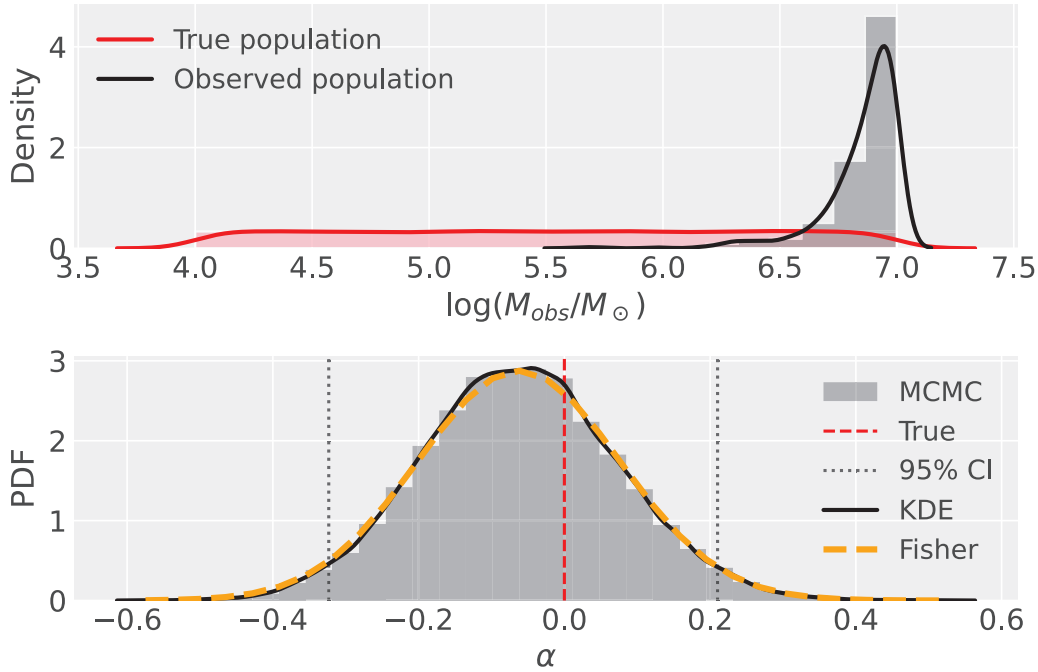 Density
4
2
0
True population
Observed population
3.5 4.0 4.5 5.0 5.5 6.0 6.5 7.0 7.5
log(M_obs/M_⊙)
PDF
3
2
1
0
MCMC
True
95% CI
KDE
Fisher
−0.6 −0.4 −0.2 0.0 0.2 0.4 0.6
α